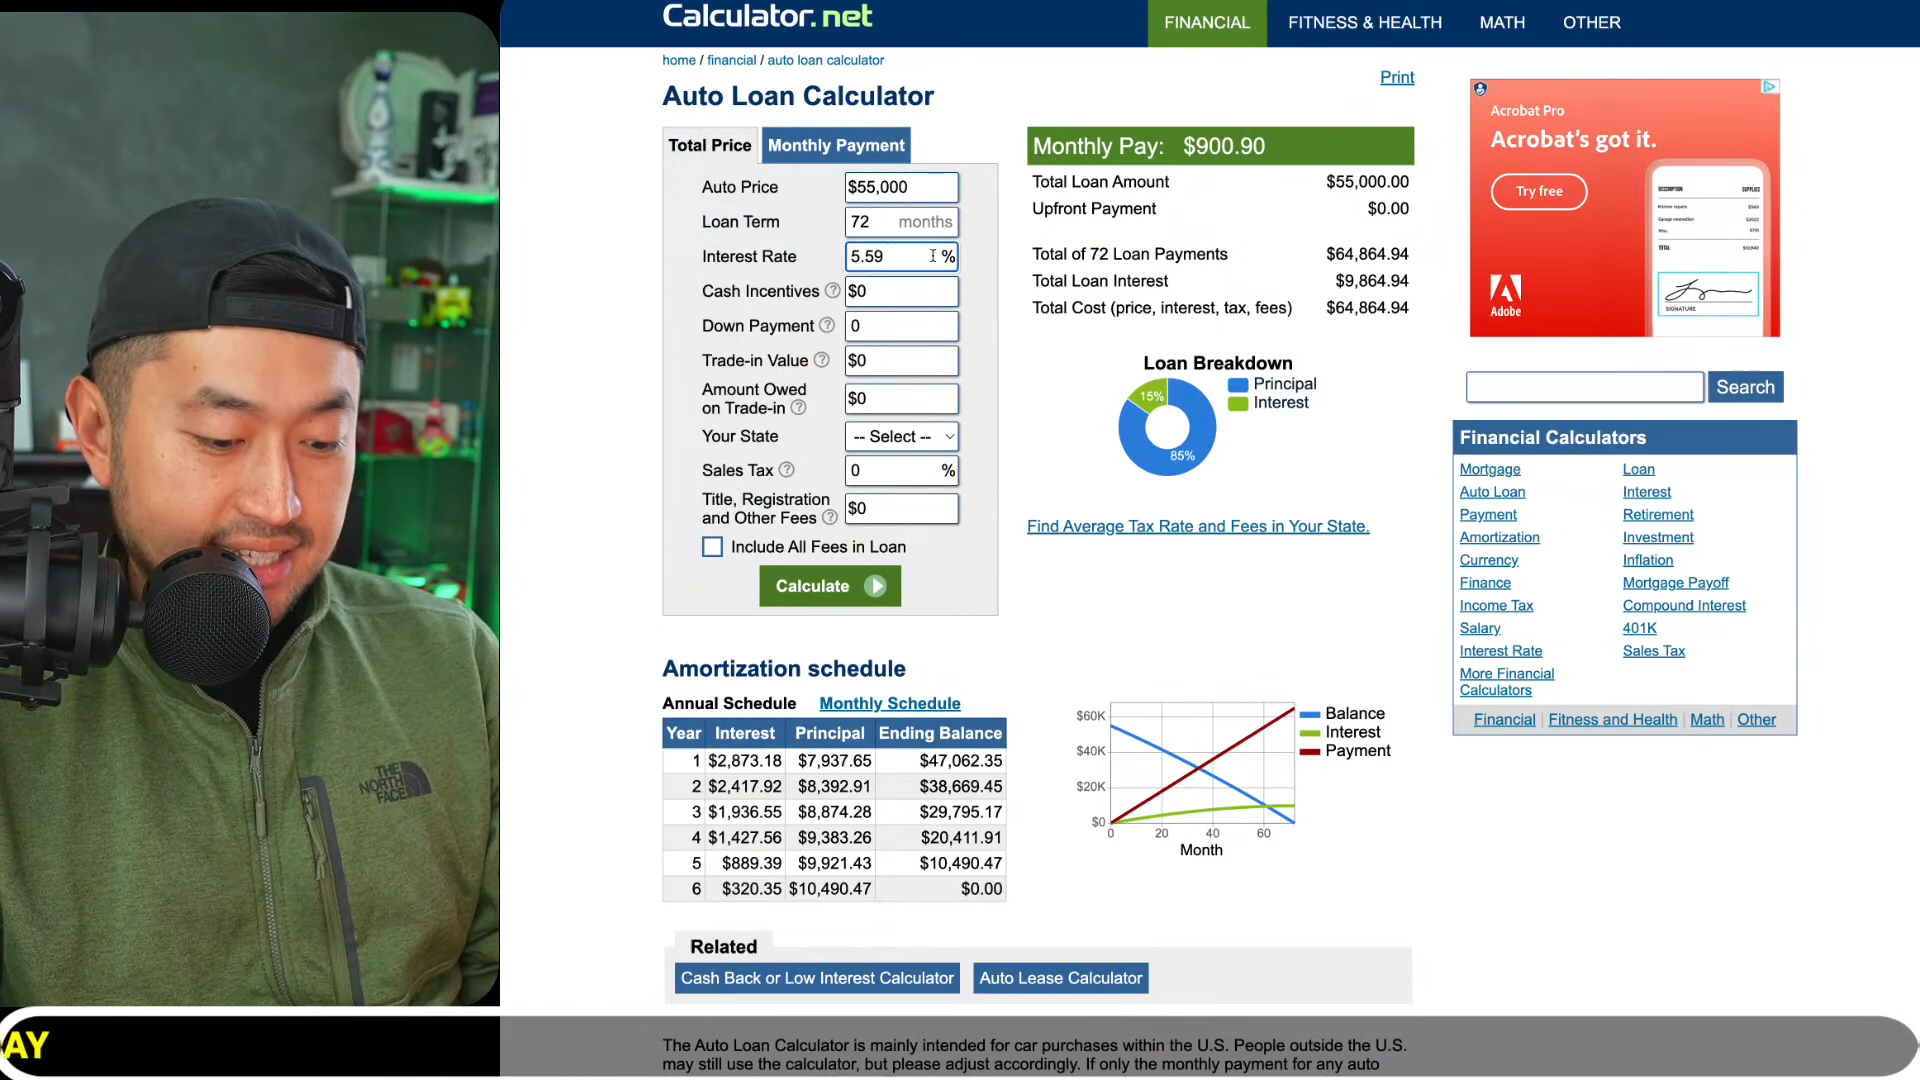 Calculator.net
FINANCIAL
FITNESS & HEALTH
MATH
OTHER
home / financial / auto loan calculator
Print
Auto Loan Calculator
Total Price
Monthly Payment
Auto Price $55,000
Loan Term 72 months
Interest Rate 5.59 %
Cash Incentives $0
Down Payment 0
Trade-in Value $0
Amount Owed
on Trade-in $0
Your State -- Select --
Sales Tax 0 %
Title, Registration
and Other Fees $0
Include All Fees in Loan
Calculate
Monthly Pay: $900.90
Total Loan Amount $55,000.00
Upfront Payment $0.00
Total of 72 Loan Payments $64,864.94
Total Loan Interest $9,864.94
Total Cost (price, interest, tax, fees) $64,864.94
Loan Breakdown
Principal
Interest
15%
85%
Find Average Tax Rate and Fees in Your State.
Amortization schedule
Annual Schedule Monthly Schedule
Year Interest Principal Ending Balance
1 $2,873.18 $7,937.65 $47,062.35
2 $2,417.92 $8,392.91 $38,669.45
3 $1,936.55 $8,874.28 $29,795.17
4 $1,427.56 $9,383.26 $20,411.91
5 $889.39 $9,921.43 $10,490.47
6 $320.35 $10,490.47 $0.00
$60K
$40K
$20K
$0
0 20 40 60
Month
Balance
Interest
Payment
Related
Cash Back or Low Interest Calculator
Auto Lease Calculator
The Auto Loan Calculator is mainly intended for car purchases within the U.S. People outside the U.S.
may still use the calculator, but please adjust accordingly. If only the monthly payment for any auto
Acrobat Pro
Acrobat's got it.
Try free
DESCRIPTION
SUPPLIES
SIGNATURE
Adobe
Search
Financial Calculators
Mortgage Loan
Auto Loan Interest
Payment Retirement
Amortization Investment
Currency Inflation
Finance Mortgage Payoff
Income Tax Compound Interest
Salary 401K
Interest Rate Sales Tax
More Financial
Calculators
Financial | Fitness and Health | Math | Other
THE
NORTH
FACE
AY